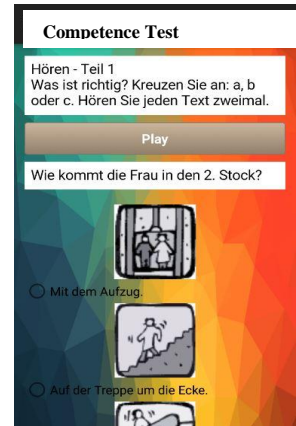 Competence Test
Hören - Teil 1
Was ist richtig? Kreuzen Sie an: a, b
oder c. Hören Sie jeden Text zweimal.
Play
Wie kommt die Frau in den 2. Stock?
Mit dem Aufzug.
Auf der Treppe um die Ecke.